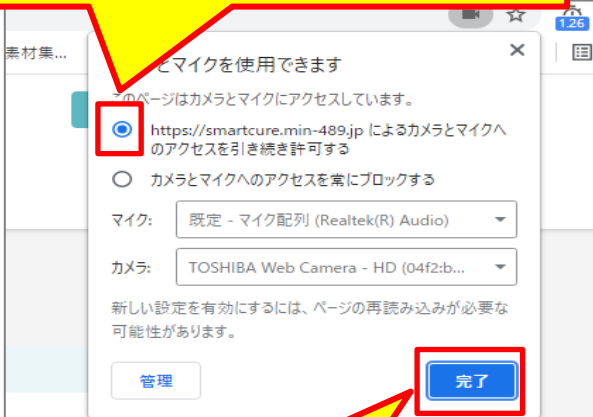 1.26
素材集...
とマイクを使用できます
このページはカメラとマイクにアクセスしています。
https://smartcure.min-489.jp によるカメラとマイクへ
のアクセスを引き続き許可する
カメラとマイクへのアクセスを常にブロックする
マイク: 既定 - マイク配列 (Realtek(R) Audio)
カメラ: TOSHIBA Web Camera - HD (04f2:b...
新しい設定を有効にするには、ページの再読み込みが必要な
可能性があります。
管理 完了